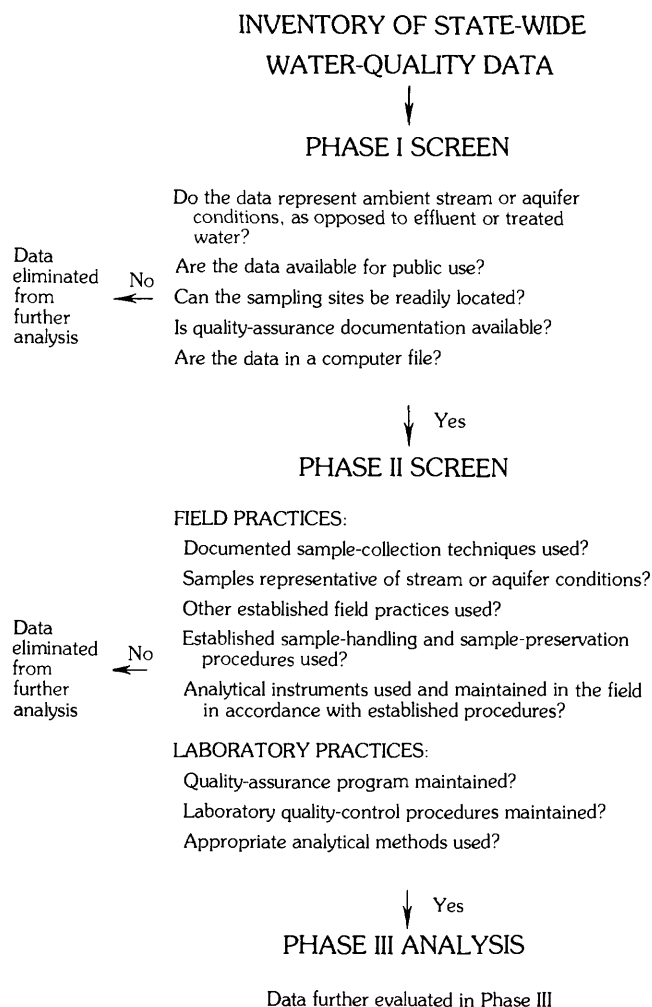 INVENTORY OF STATE-WIDE
WATER-QUALITY DATA
PHASE I SCREEN
Do the data represent ambient stream or aquifer
conditions, as opposed to effluent or treated
water?
Are the data available for public use?
Can the sampling sites be readily located?
Is quality-assurance documentation available?
Are the data in a computer file?
Data
eliminated
from
further
analysis
No
Yes
PHASE II SCREEN
FIELD PRACTICES:
Documented sample-collection techniques used?
Samples representative of stream or aquifer conditions?
Other established field practices used?
Established sample-handling and sample-preservation
procedures used?
Analytical instruments used and maintained in the field
in accordance with established procedures?
Data
eliminated
from
further
analysis
No
LABORATORY PRACTICES:
Quality-assurance program maintained?
Laboratory quality-control procedures maintained?
Appropriate analytical methods used?
Yes
PHASE III ANALYSIS
Data further evaluated in Phase III